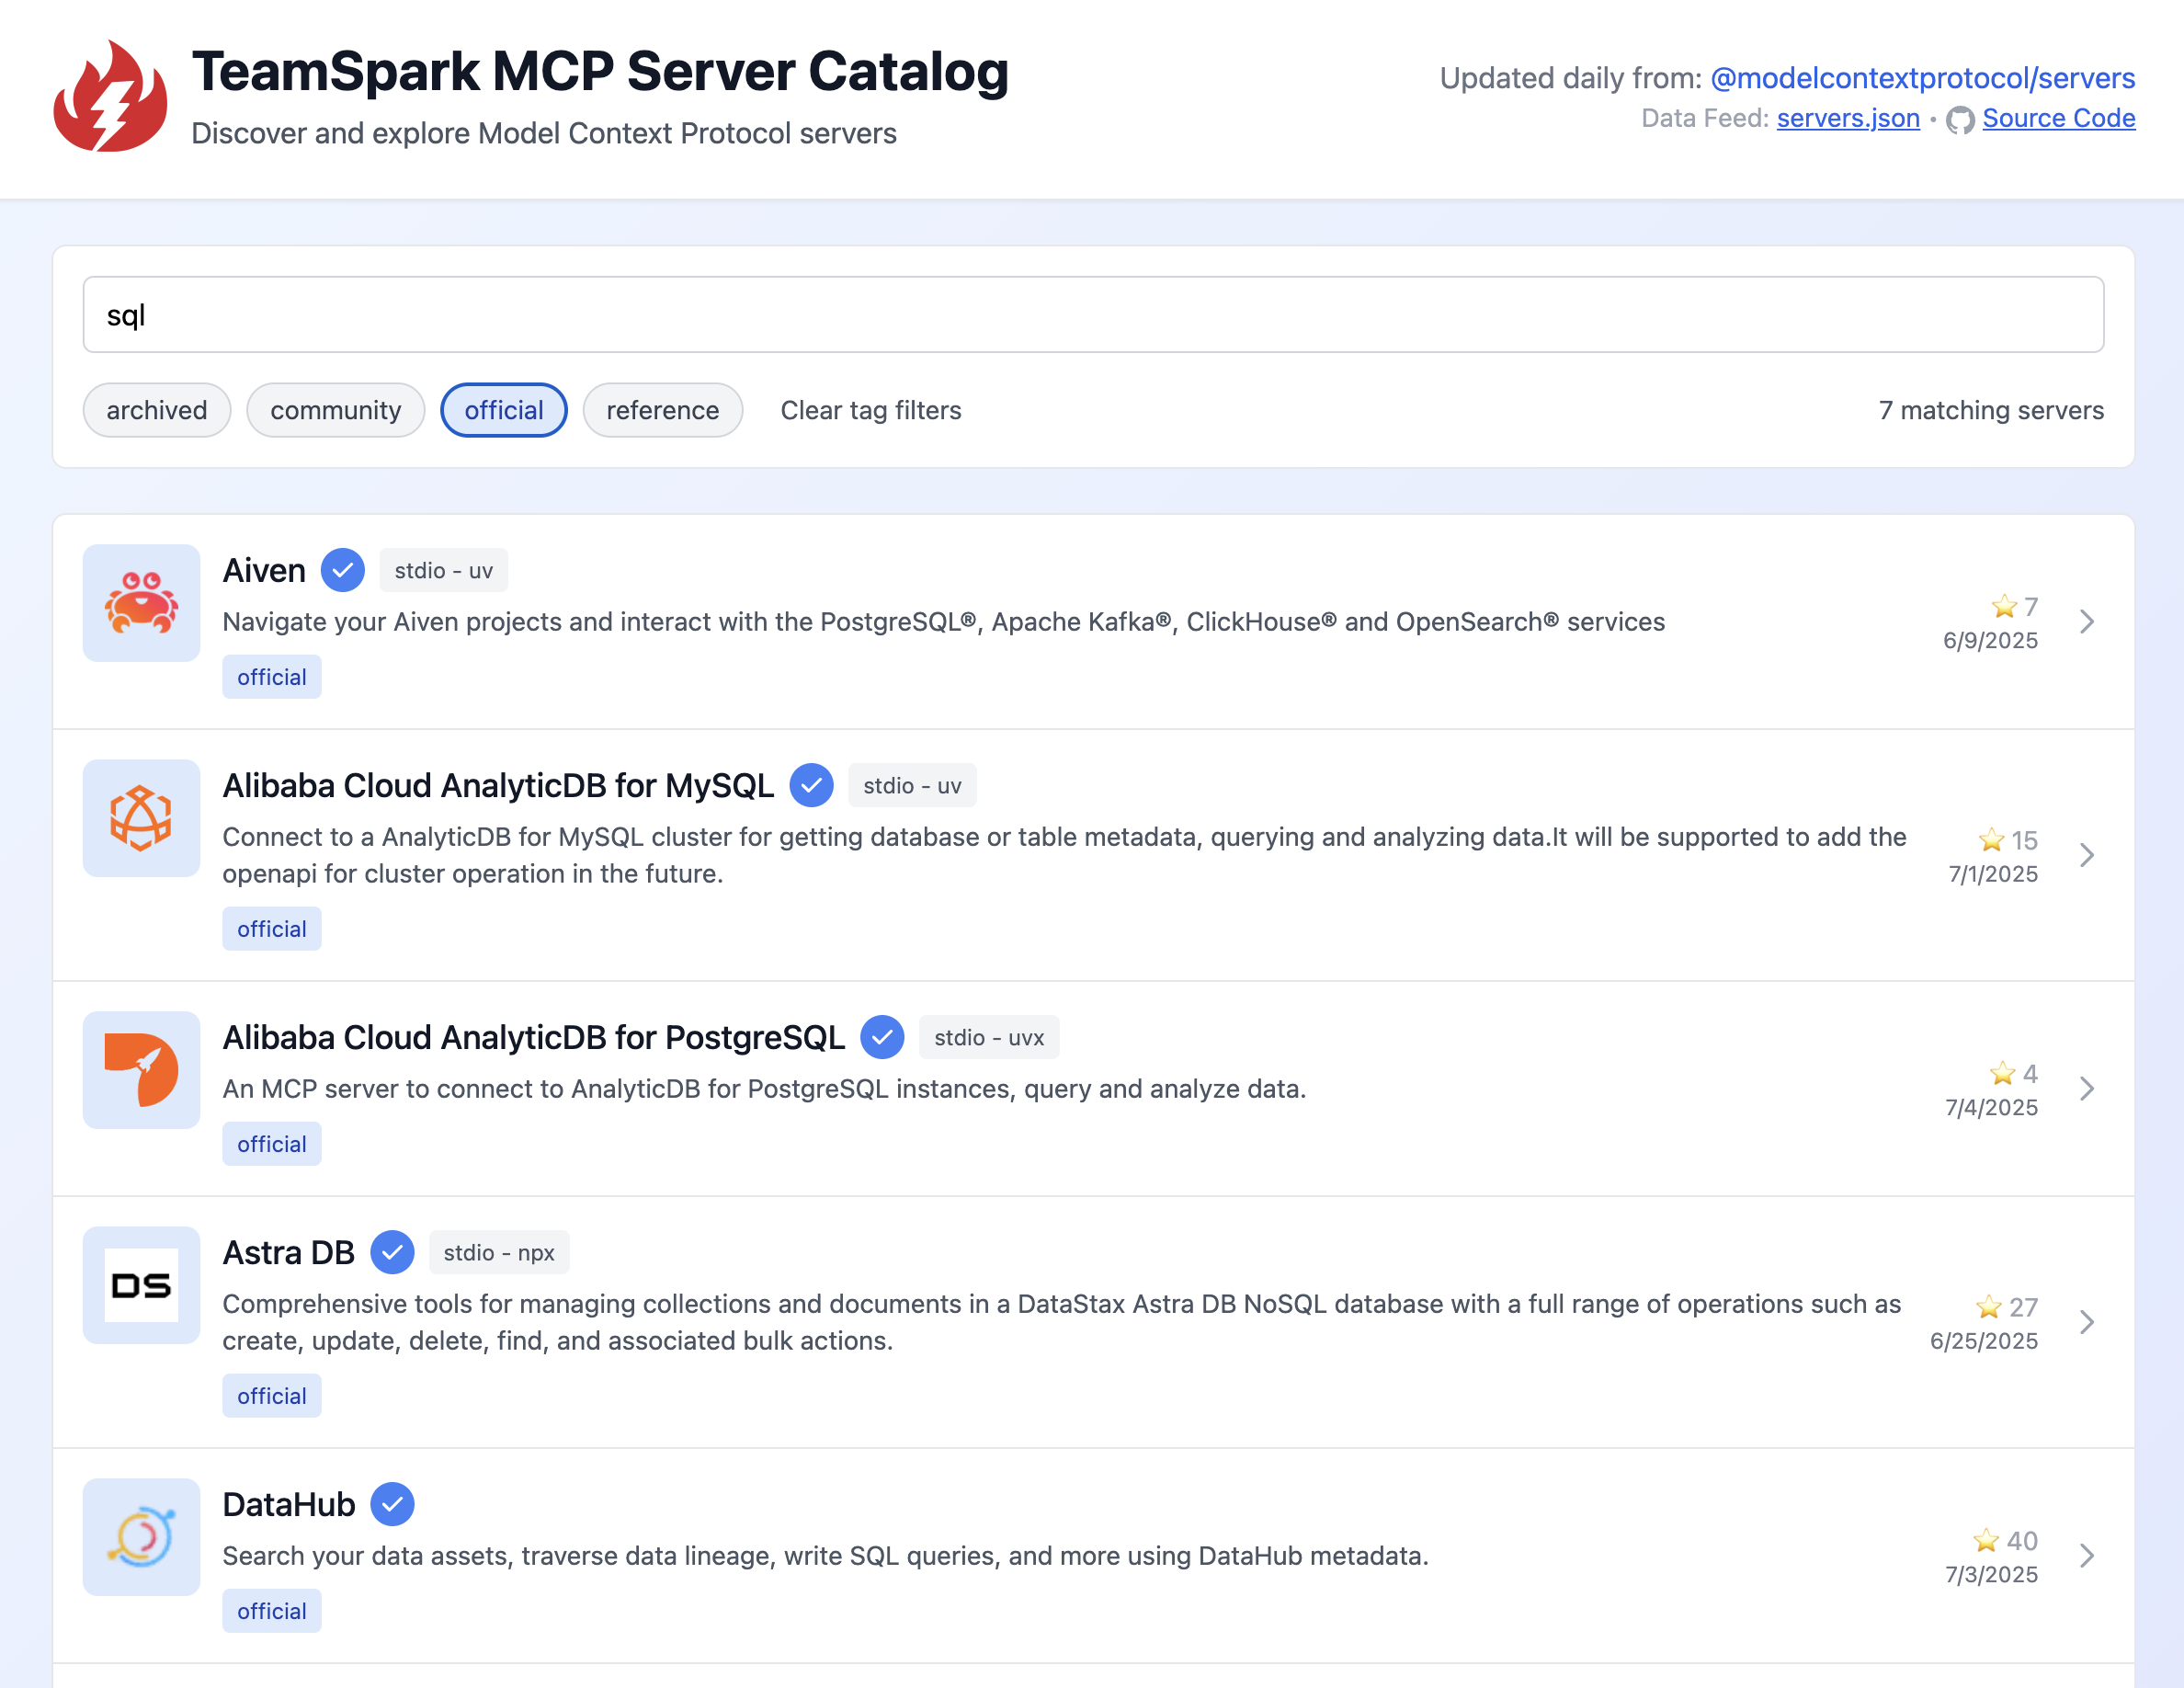 TeamSpark MCP Server Catalog
Discover and explore Model Context Protocol servers
Updated daily from: @modelcontextprotocol/servers
Data Feed: servers.json • Source Code
sql
archived community official reference Clear tag filters 7 matching servers
Aiven stdio - uv
Navigate your Aiven projects and interact with the PostgreSQL®, Apache Kafka®, ClickHouse® and OpenSearch® services
official
⭐ 7
6/9/2025
Alibaba Cloud AnalyticDB for MySQL stdio - uv
Connect to a AnalyticDB for MySQL cluster for getting database or table metadata, querying and analyzing data.It will be supported to add the
openapi for cluster operation in the future.
official
⭐ 15
7/1/2025
Alibaba Cloud AnalyticDB for PostgreSQL stdio - uvx
An MCP server to connect to AnalyticDB for PostgreSQL instances, query and analyze data.
official
⭐ 4
7/4/2025
DS
Astra DB stdio - npx
Comprehensive tools for managing collections and documents in a DataStax Astra DB NoSQL database with a full range of operations such as
create, update, delete, find, and associated bulk actions.
official
⭐ 27
6/25/2025
DataHub
Search your data assets, traverse data lineage, write SQL queries, and more using DataHub metadata.
official
⭐ 40
7/3/2025